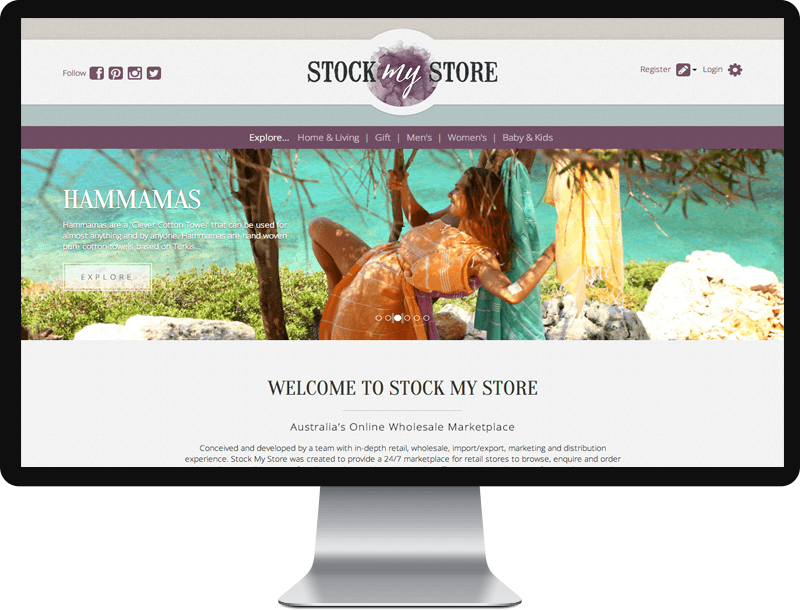 Follow
STOCK my STORE
Register Login
Explore... Home & Living | Gift | Men's | Women's | Baby & Kids
HAMMAMAS
Hammamas are a 'Clever Cotton Towel' that can be used for
almost anything and by anyone. Hammamas are hand woven
pure cotton towels based on Turkis...
EXPLORE
WELCOME TO STOCK MY STORE
Australia's Online Wholesale Marketplace
Conceived and developed by a team with in-depth retail, wholesale, import/export, marketing and distribution
experience. Stock My Store was created to provide a 24/7 marketplace for retail stores to browse, enquire and order